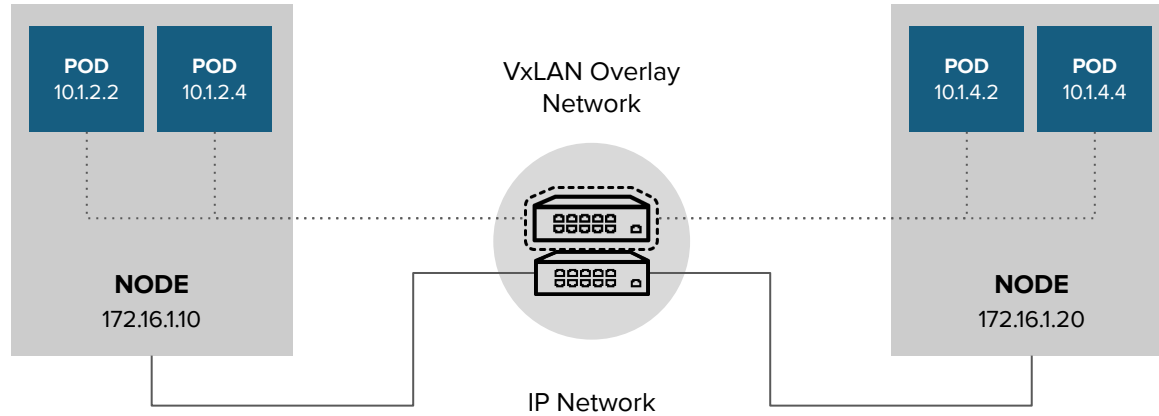 POD
10.1.2.2
POD
10.1.2.4
VxLAN Overlay
Network
POD
10.1.4.2
POD
10.1.4.4
NODE
172.16.1.10
NODE
172.16.1.20
IP Network